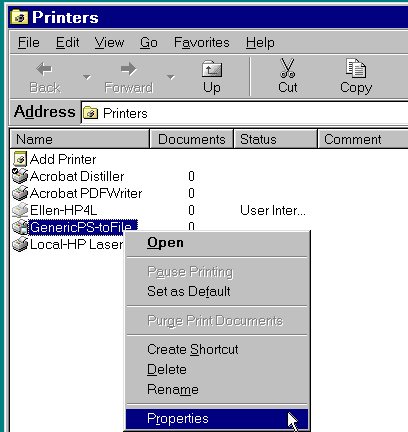 Printers
File Edit View Go Favorites Help
Back Forward Up Cut Copy
Address Printers
Name Documents Status Comment
Add Printer
Acrobat Distiller 0
Acrobat PDFWriter 0
Ellen-HP4L 0 User Inter...
GenericPS-toFile 0
Local-HP Laser
Open
Pause Printing
Set as Default
Purge Print Documents
Create Shortcut
Delete
Rename
Properties